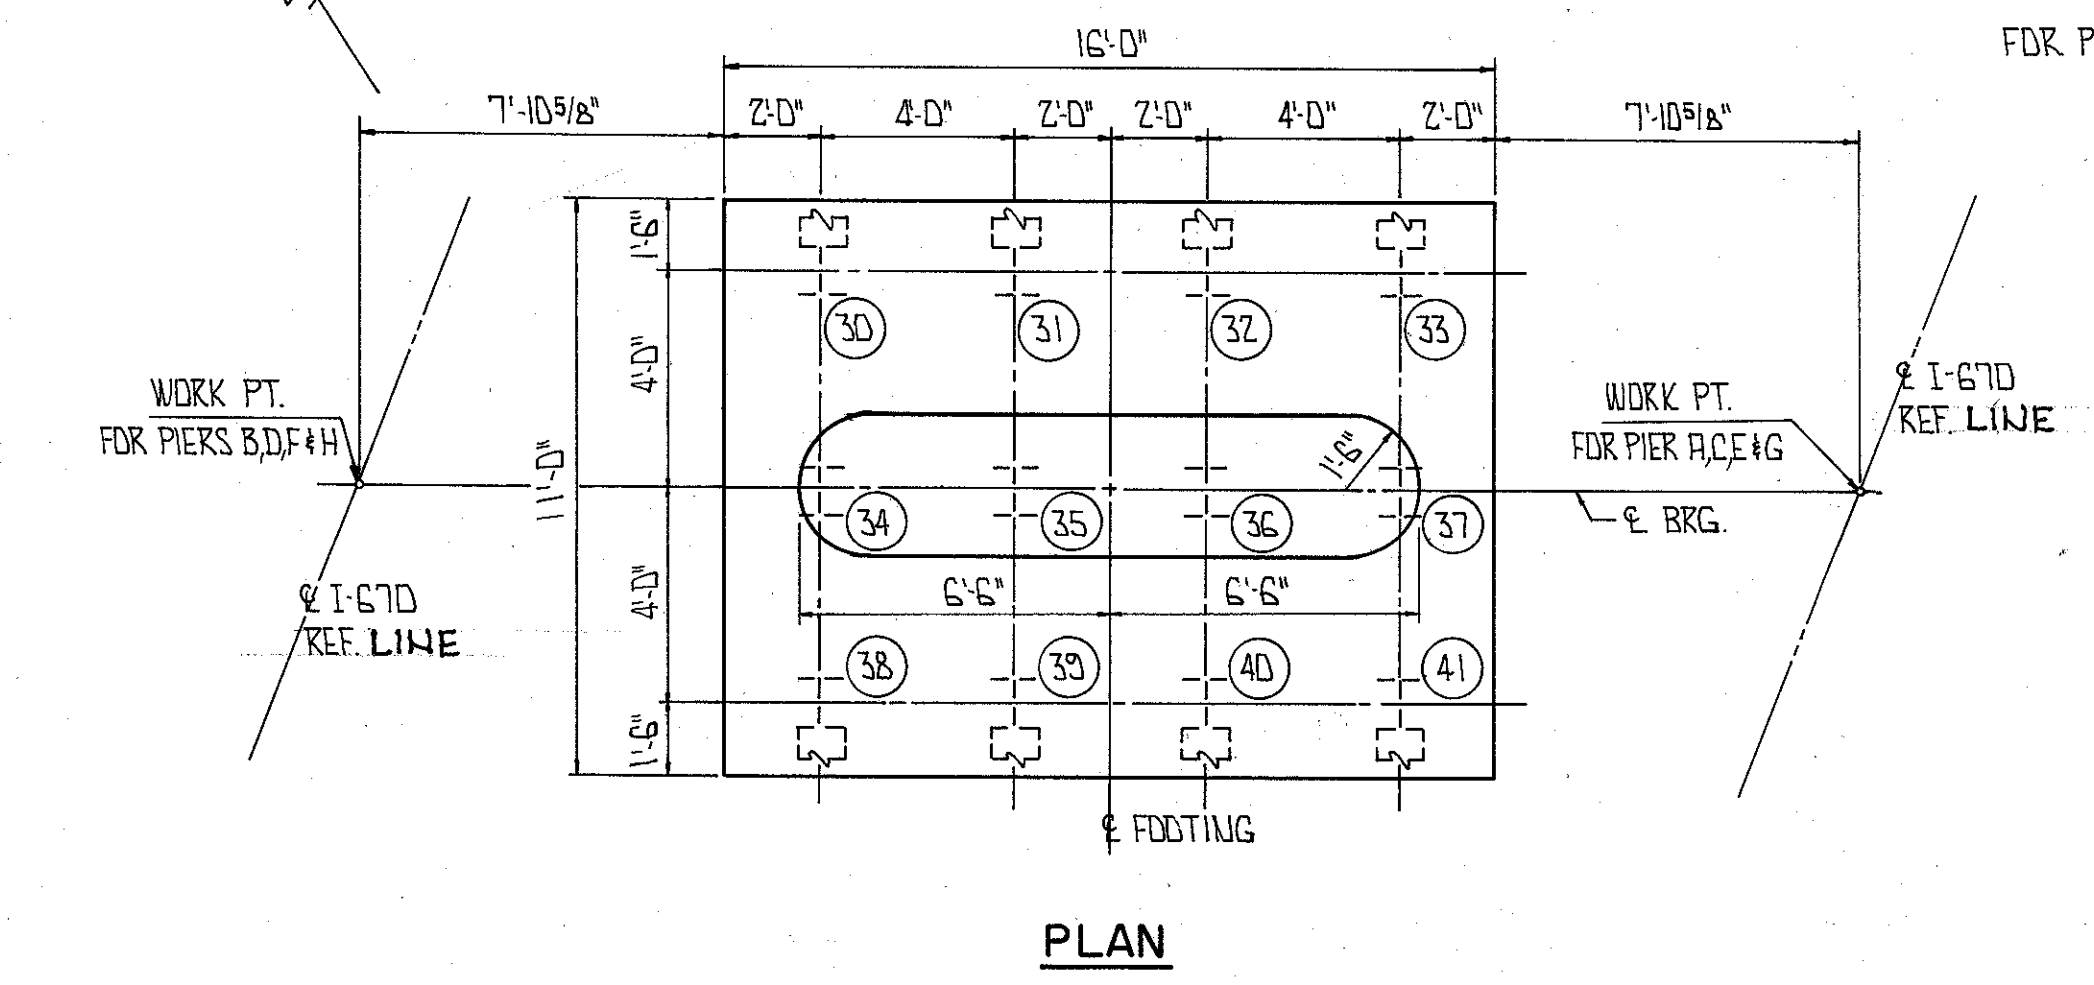 16'-0"
FOR P
7'-10 5/8"
2'-0"
4'-0"
2'-0"
2'-0"
4'-0"
2'-0"
7'-10 5/8"
1'-6"
4'-0"
11'-0"
4'-0"
1'-6"
30
31
32
33
WORK PT.
FOR PIERS B,D,F & H
WORK PT.
FOR PIER A,C,E & G
℄ I-670
REF. LINE
1'-6"
34
35
36
37
℄ BRG.
℄ I-670
REF. LINE
6'-6"
6'-6"
38
39
40
41
℄ FOOTING
PLAN